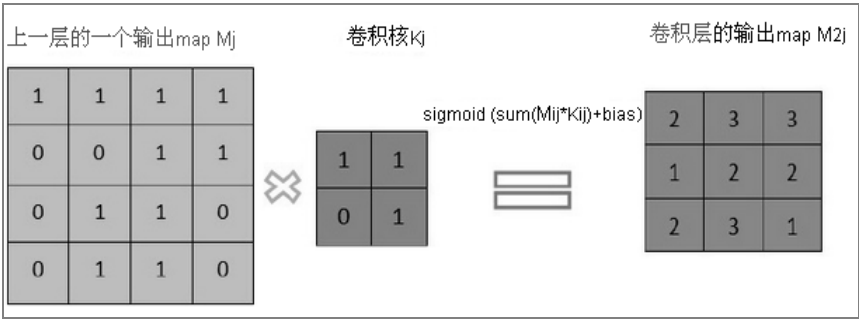 上一层的一个输出map Mj
卷积核Kj
卷积层的输出map M2j
1 1 1 1
0 0 1 1
0 1 1 0
0 1 1 0
1 1
0 1
sigmoid (sum(Mij*Kij)+bias)
2 3 3
1 2 2
2 3 1